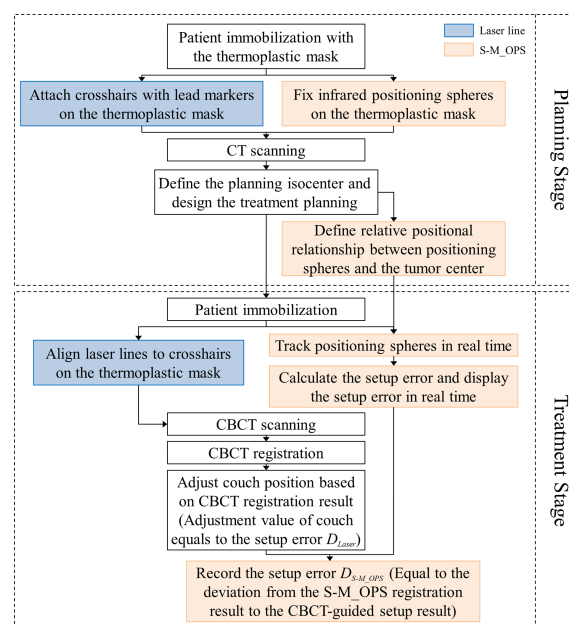 Patient immobilization with
the thermoplastic mask
Laser line
S-M_OPS
Attach crosshairs with lead markers
on the thermoplastic mask
Fix infrared positioning spheres
on the thermoplastic mask
CT scanning
Define the planning isocenter and
design the treatment planning
Define relative positional
relationship between positioning
spheres and the tumor center
Planning Stage
Patient immobilization
Align laser lines to crosshairs
on the thermoplastic mask
Track positioning spheres in real time
Calculate the setup error and display
the setup error in real time
CBCT scanning
CBCT registration
Adjust couch position based
on CBCT registration result
(Adjustment value of couch
equals to the setup error D_Laser)
Record the setup error D_S-M_OPS (Equal to the
deviation from the S-M_OPS registration
result to the CBCT-guided setup result)
Treatment Stage